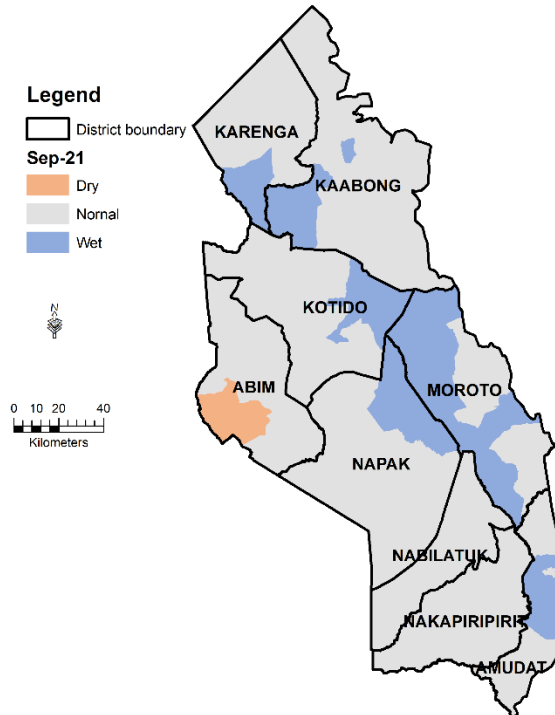 Legend
District boundary
Sep-21
Dry
Nornal
Wet
N
0 10 20 40
Kilometers
KARENGA
KAABONG
KOTIDO
ABIM
MOROTO
NAPAK
NABILATUK
NAKAPIRIPIRIT
AMUDAT